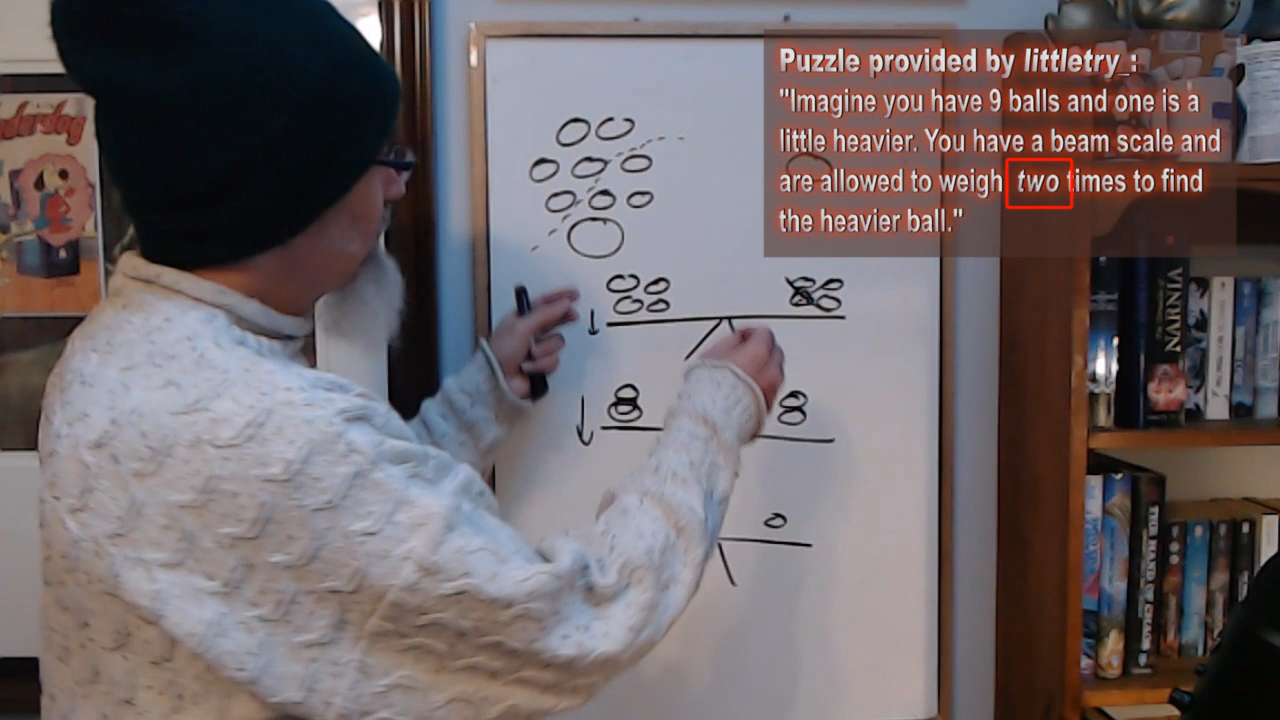 Puzzle provided by littletry_:
"Imagine you have 9 balls and one is a
little heavier. You have a beam scale and
are allowed to weigh two times to find
the heavier ball."
NARNIA